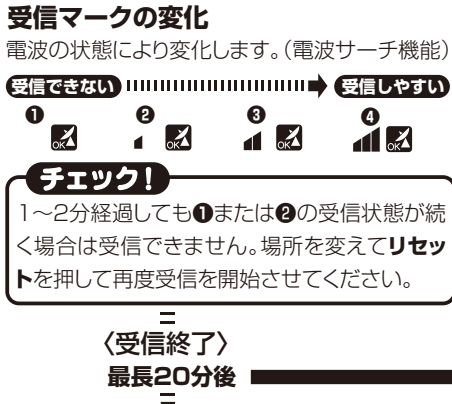 受信マークの変化
電波の状態により変化します。(電波サーチ機能)
受信できない 受信しやすい
❶ ❷ ❸ ❹
OK OK OK OK
チェック!
1〜2分経過しても❶または❷の受信状態が続
く場合は受信できません。場所を変えてリセッ
トを押して再度受信を開始させてください。
〈受信終了〉
最長20分後